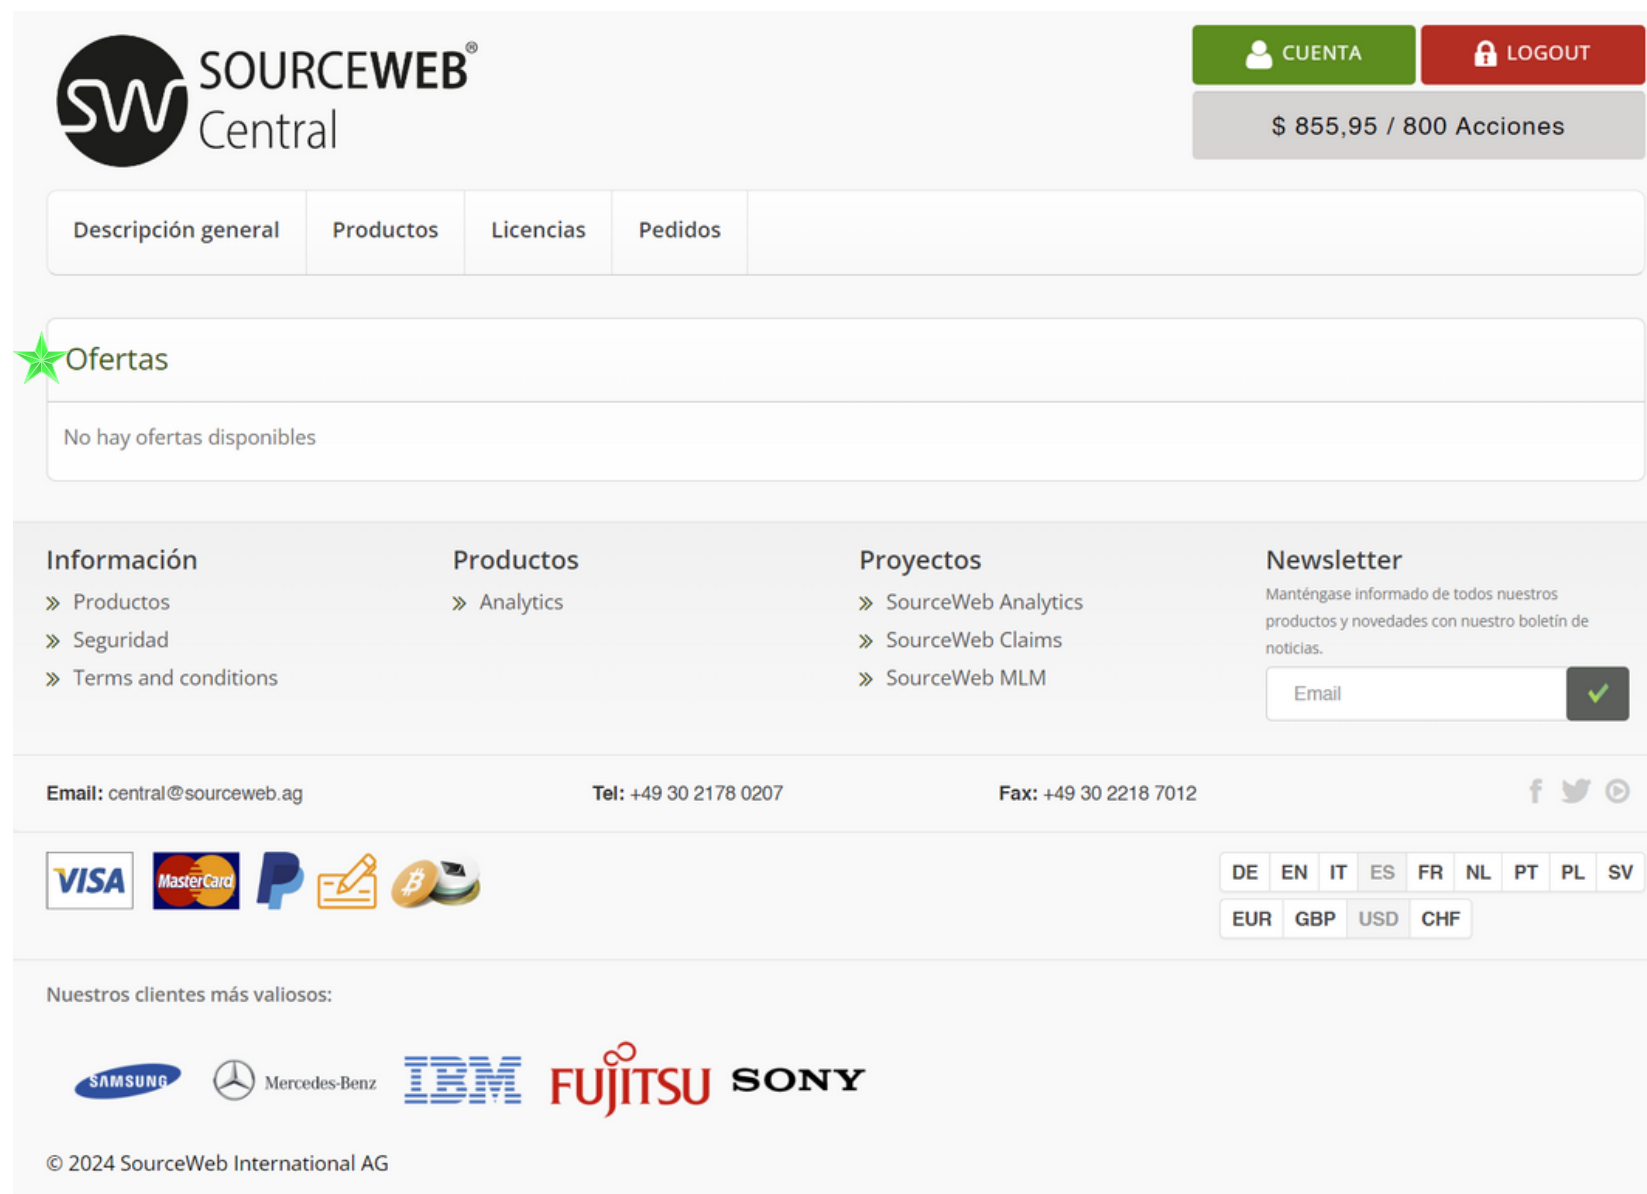 SW SOURCEWEB®
Central
CUENTA
LOGOUT
$ 855,95 / 800 Acciones
Descripción general
Productos
Licencias
Pedidos
Ofertas
No hay ofertas disponibles
Información
Productos
Seguridad
Terms and conditions
Productos
Analytics
Proyectos
SourceWeb Analytics
SourceWeb Claims
SourceWeb MLM
Newsletter
Manténgase informado de todos nuestros
productos y novedades con nuestro boletín de
noticias.
Email
Email: central@sourceweb.ag
Tel: +49 30 2178 0207
Fax: +49 30 2218 7012
VISA
MasterCard
DE EN IT ES FR NL PT PL SV
EUR GBP USD CHF
Nuestros clientes más valiosos:
SAMSUNG
Mercedes-Benz
IBM
FUJITSU
SONY
© 2024 SourceWeb International AG